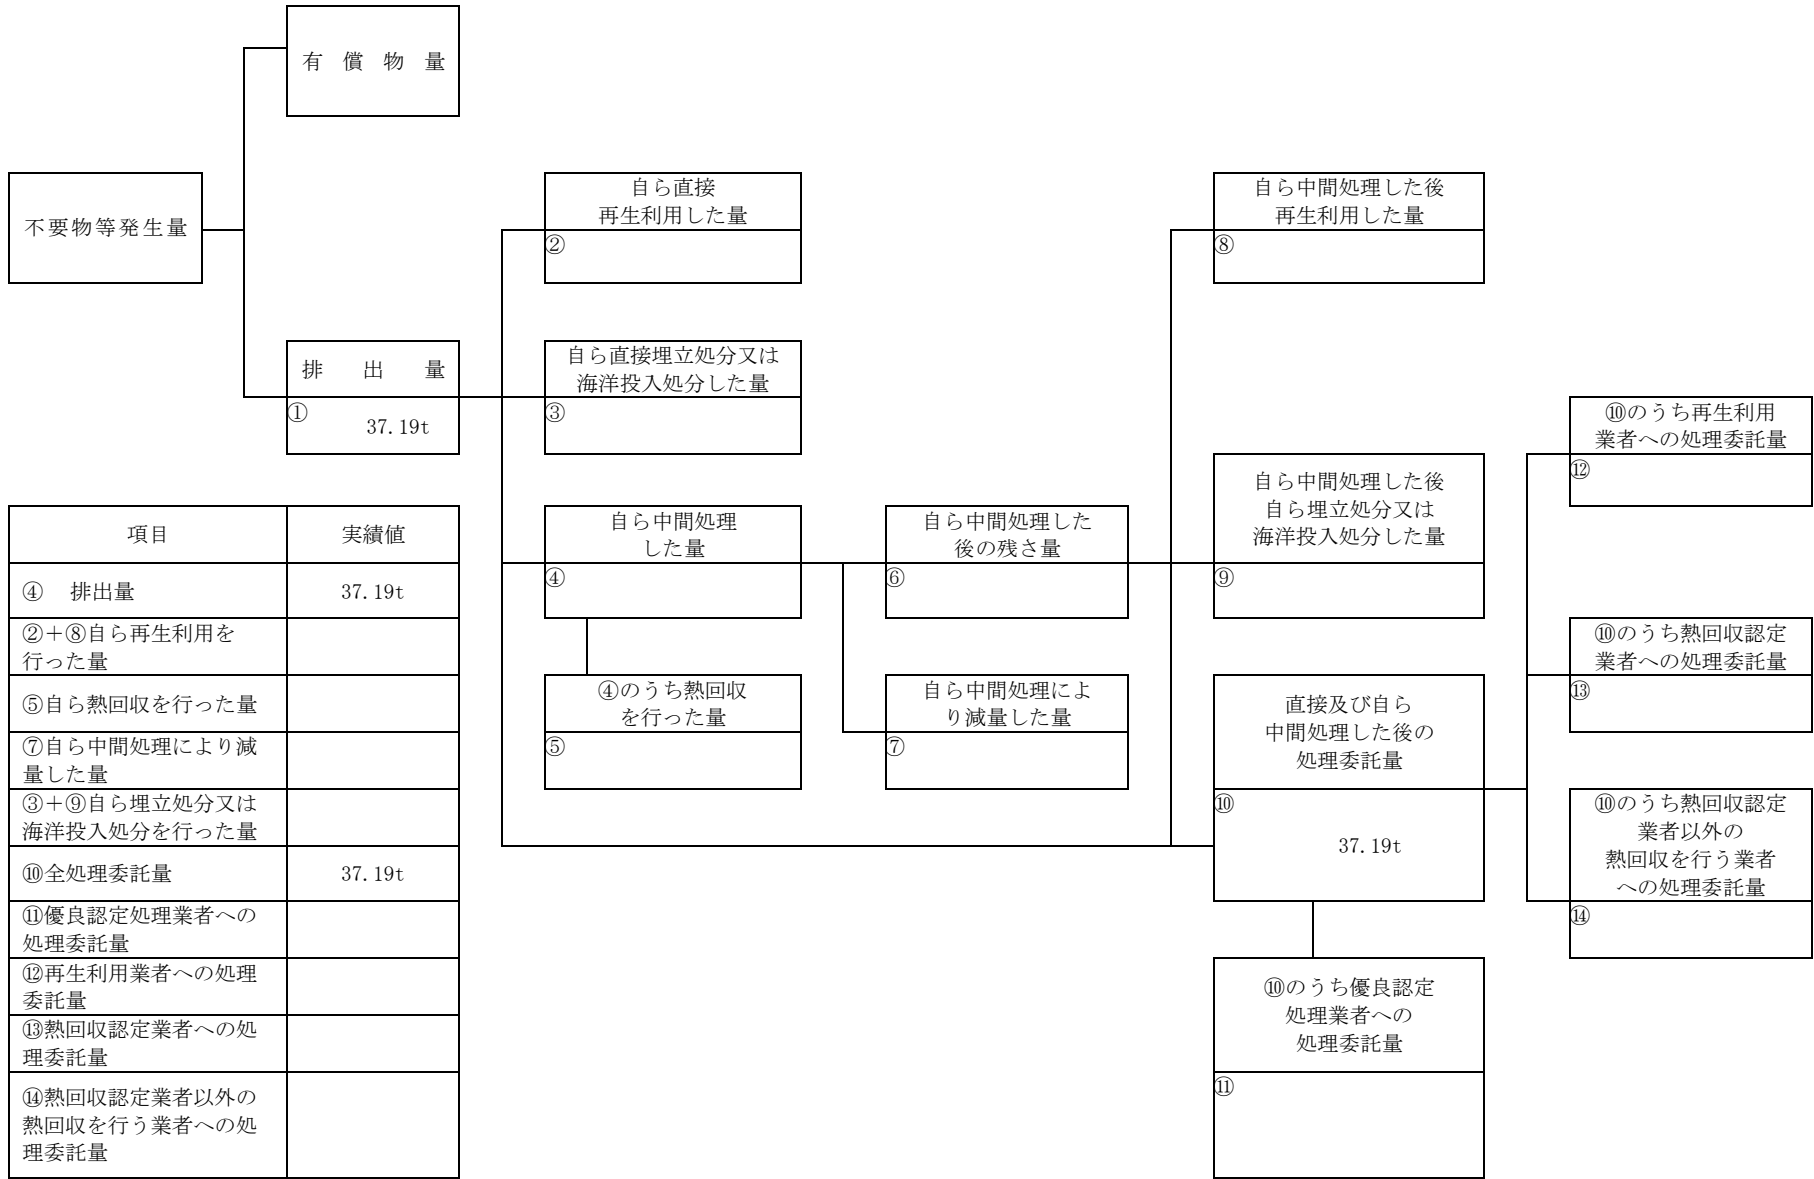 有償物量
不要物等発生量
排出量
①
37.19t
自ら直接
再生利用した量
②
自ら直接埋立処分又は
海洋投入処分した量
③
自ら中間処理
した量
④
④のうち熱回収
を行った量
⑤
自ら中間処理した
後の残さ量
⑥
自ら中間処理によ
り減量した量
⑦
自ら中間処理した後
再生利用した量
⑧
自ら中間処理した後
自ら埋立処分又は
海洋投入処分した量
⑨
直接及び自ら
中間処理した後の
処理委託量
⑩
37.19t
⑩のうち優良認定
処理業者への
処理委託量
⑪
⑩のうち再生利用
業者への処理委託量
⑫
⑩のうち熱回収認定
業者への処理委託量
⑬
⑩のうち熱回収認定
業者以外の
熱回収を行う業者
への処理委託量
⑭
項目 実績値
④ 排出量 37.19t
②＋⑧自ら再生利用を
行った量
⑤自ら熱回収を行った量
⑦自ら中間処理により減
量した量
③＋⑨自ら埋立処分又は
海洋投入処分を行った量
⑩全処理委託量 37.19t
⑪優良認定処理業者への
処理委託量
⑫再生利用業者への処理
委託量
⑬熱回収認定業者への処
理委託量
⑭熱回収認定業者以外の
熱回収を行う業者への処
理委託量